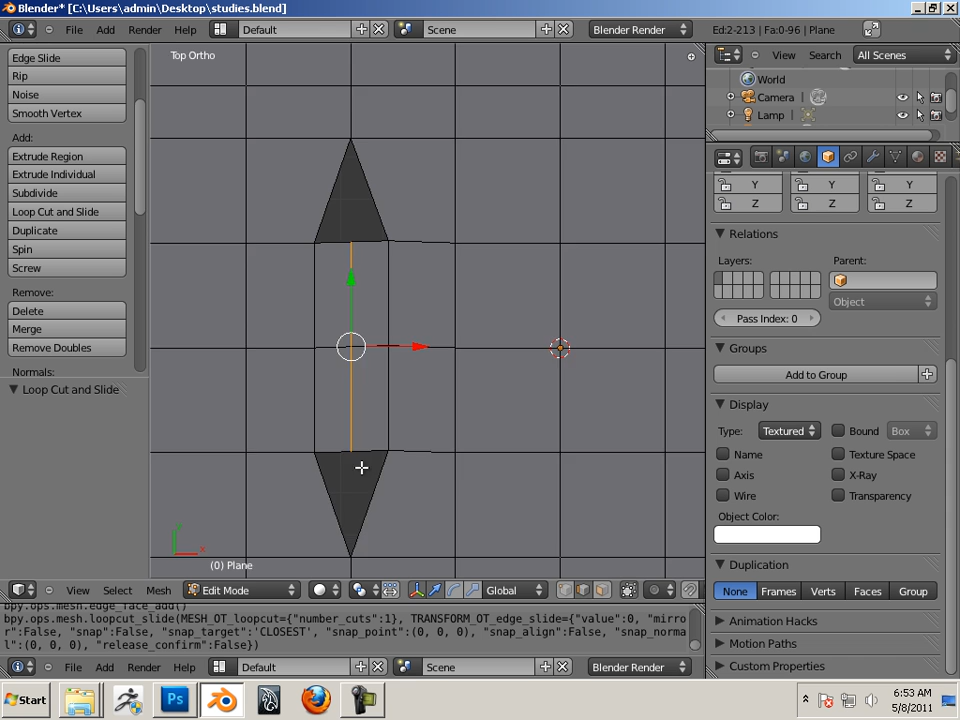 Blender* [C:\Users\admin\Desktop\studies.blend]
File Add Render Help Default Scene Blender Render Ed:2-213 | Fa:0-96 | Plane
Edge Slide
Rip
Noise
Smooth Vertex
Add:
Extrude Region
Extrude Individual
Subdivide
Loop Cut and Slide
Duplicate
Spin
Screw
Remove:
Delete
Merge
Remove Doubles
Normals:
Loop Cut and Slide
Top Ortho
(0) Plane
View Select Mesh Edit Mode Global
bpy.ops.mesh.edge_face_add()
bpy.ops.mesh.loopcut_slide(MESH_OT_loopcut={"number_cuts":1}, TRANSFORM_OT_edge_slide={"value":0, "mirro
r":False, "snap":False, "snap_target":'CLOSEST', "snap_point":(0, 0, 0), "snap_align":False, "snap_norma
l":(0, 0, 0), "release_confirm":False})
File Add Render Help Default Scene Blender Render
View Search All Scenes
World
Camera
Lamp
Y Y Y
Z Z Z
Relations
Layers: Parent:
Object
Pass Index: 0
Groups
Add to Group
Display
Type: Textured Bound Box
Name Texture Space
Axis X-Ray
Wire Transparency
Object Color:
Duplication
None Frames Verts Faces Group
Animation Hacks
Motion Paths
Custom Properties
Start Ps 6:53 AM
5/8/2011